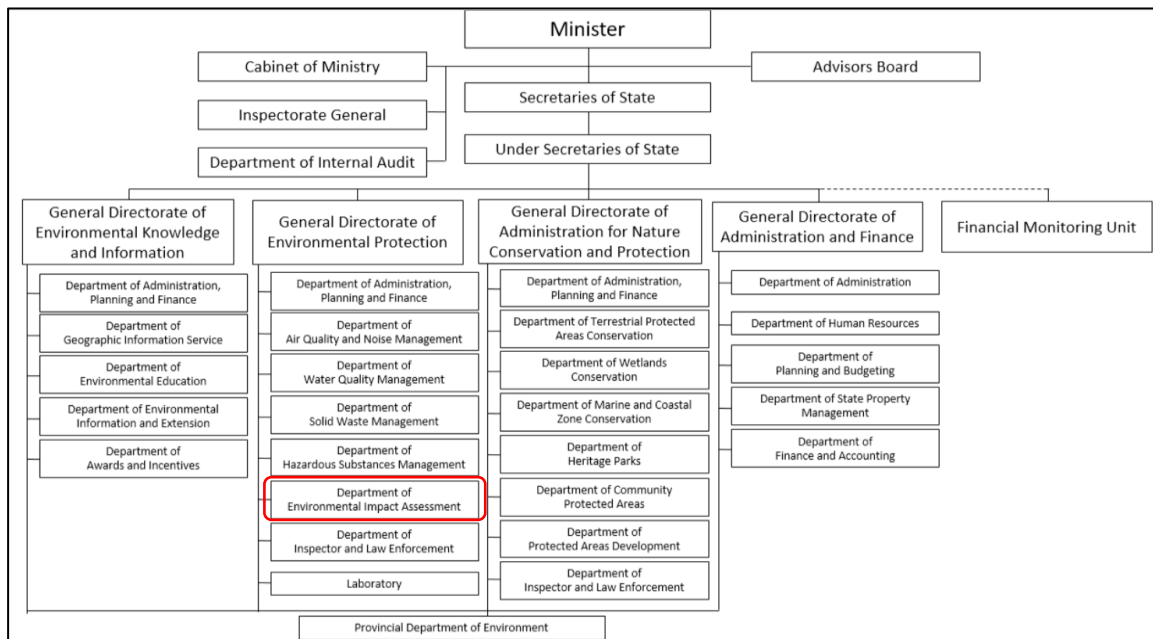 Minister
Cabinet of Ministry
Advisors Board
Secretaries of State
Inspectorate General
Under Secretaries of State
Department of Internal Audit
General Directorate of
Environmental Knowledge
and Information
General Directorate of
Environmental Protection
General Directorate of
Administration for Nature
Conservation and Protection
General Directorate of
Administration and Finance
Financial Monitoring Unit
Department of Administration,
Planning and Finance
Department of
Geographic Information Service
Department of
Environmental Education
Department of Environmental
Information and Extension
Department of
Awards and Incentives
Department of Administration,
Planning and Finance
Department of
Air Quality and Noise Management
Department of
Water Quality Management
Department of
Solid Waste Management
Department of
Hazardous Substances Management
Department of
Environmental Impact Assessment
Department of
Inspector and Law Enforcement
Laboratory
Department of Administration,
Planning and Finance
Department of Terrestrial Protected
Areas Conservation
Department of Wetlands
Conservation
Department of Marine and Coastal
Zone Conservation
Department of
Heritage Parks
Department of Community
Protected Areas
Department of
Protected Areas Development
Department of
Inspector and Law Enforcement
Department of Administration
Department of Human Resources
Department of
Planning and Budgeting
Department of State Property
Management
Department of
Finance and Accounting
Provincial Department of Environment